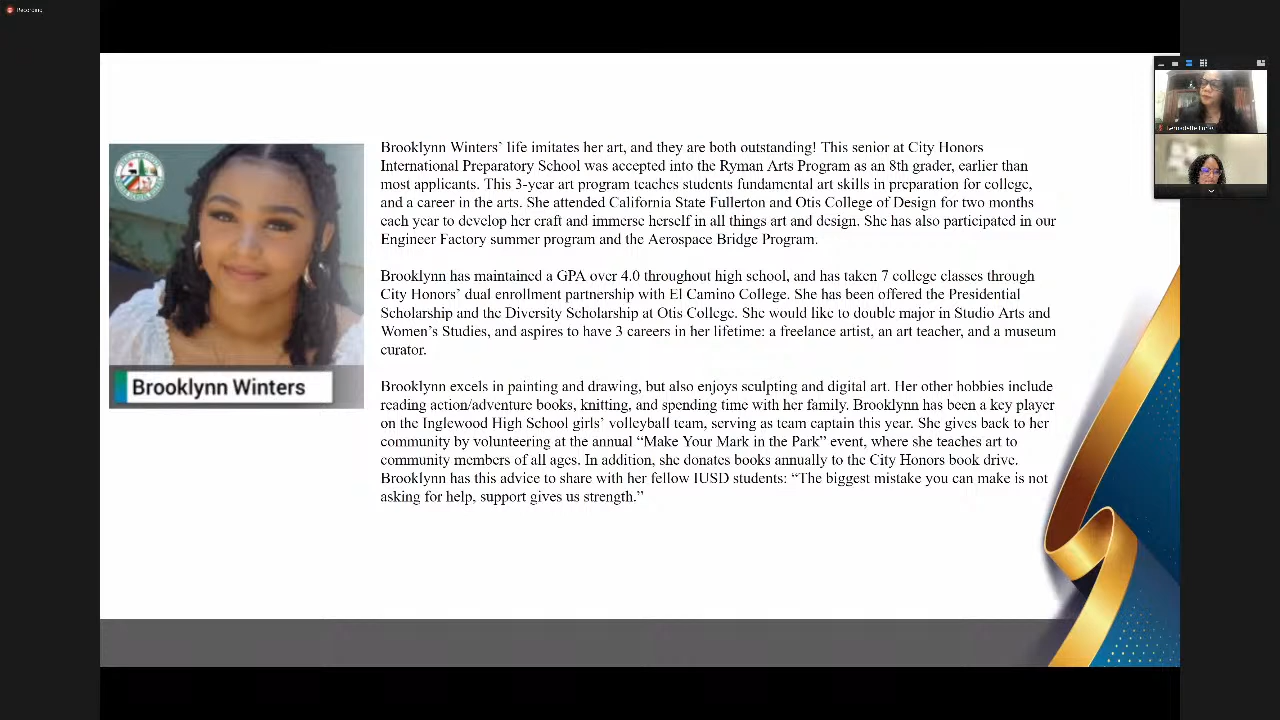 Recording
Brooklynn Winters’ life imitates her art, and they are both outstanding! This senior at City Honors
International Preparatory School was accepted into the Ryman Arts Program as an 8th grader, earlier than
most applicants. This 3-year art program teaches students fundamental art skills in preparation for college,
and a career in the arts. She attended California State Fullerton and Otis College of Design for two months
each year to develop her craft and immerse herself in all things art and design. She has also participated in our
Engineer Factory summer program and the Aerospace Bridge Program.
Brooklynn has maintained a GPA over 4.0 throughout high school, and has taken 7 college classes through
City Honors’ dual enrollment partnership with El Camino College. She has been offered the Presidential
Scholarship and the Diversity Scholarship at Otis College. She would like to double major in Studio Arts and
Women’s Studies, and aspires to have 3 careers in her lifetime: a freelance artist, an art teacher, and a museum
curator.
Brooklynn excels in painting and drawing, but also enjoys sculpting and digital art. Her other hobbies include
reading action/adventure books, knitting, and spending time with her family. Brooklynn has been a key player
on the Inglewood High School girls’ volleyball team, serving as team captain this year. She gives back to her
community by volunteering at the annual “Make Your Mark in the Park” event, where she teaches art to
community members of all ages. In addition, she donates books annually to the City Honors book drive.
Brooklynn has this advice to share with her fellow IUSD students: “The biggest mistake you can make is not
asking for help, support gives us strength.”
Brooklynn Winters
Bernadette